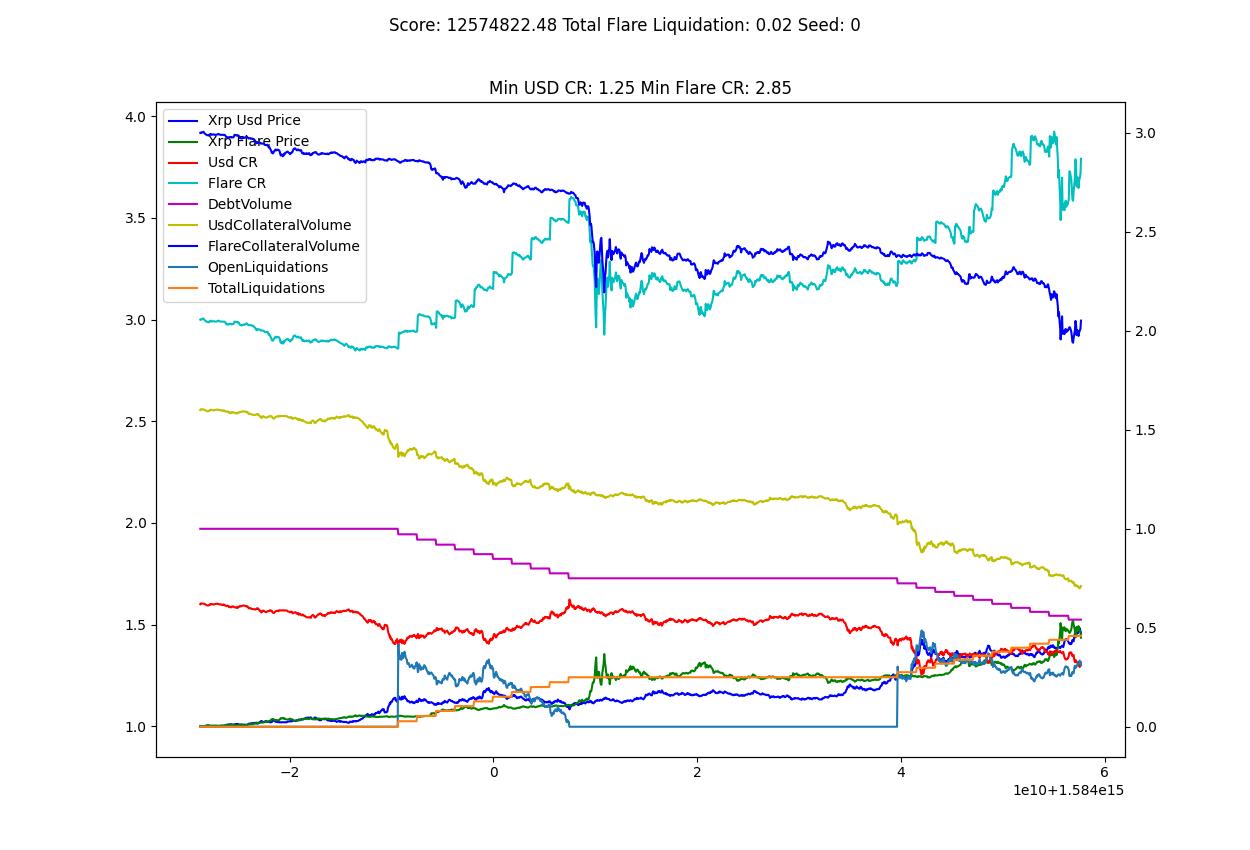 Score: 12574822.48 Total Flare Liquidation: 0.02 Seed: 0
Min USD CR: 1.25 Min Flare CR: 2.85
Xrp Usd Price
Xrp Flare Price
Usd CR
Flare CR
DebtVolume
UsdCollateralVolume
FlareCollateralVolume
OpenLiquidations
TotalLiquidations
4.0
3.5
3.0
2.5
2.0
1.5
1.0
3.0
2.5
2.0
1.5
1.0
0.5
0.0
−2
0
2
4
6
1e10+1.584e15